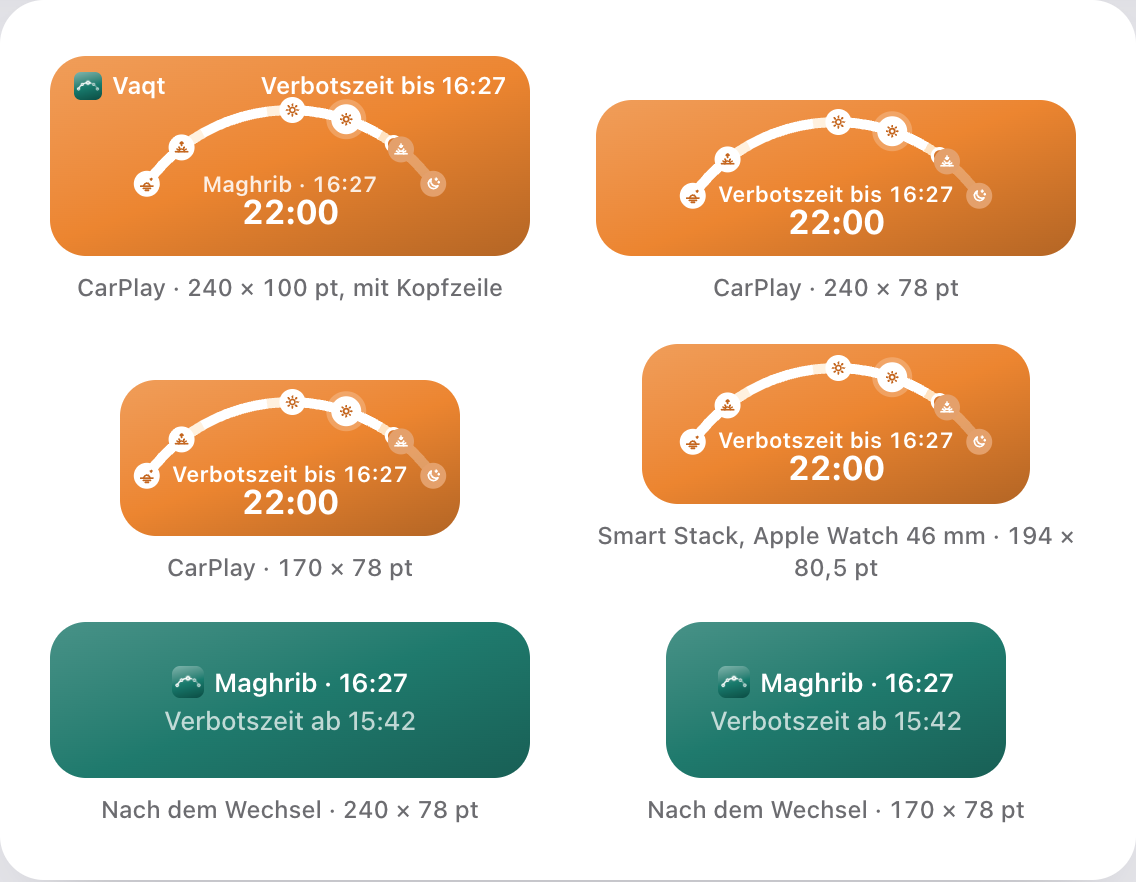 Vaqt
Verbotszeit bis 16:27
Maghrib · 16:27
22:00
CarPlay · 240 × 100 pt, mit Kopfzeile
Verbotszeit bis 16:27
22:00
CarPlay · 240 × 78 pt
Verbotszeit bis 16:27
22:00
CarPlay · 170 × 78 pt
Verbotszeit bis 16:27
22:00
Smart Stack, Apple Watch 46 mm · 194 ×
80,5 pt
Maghrib · 16:27
Verbotszeit ab 15:42
Nach dem Wechsel · 240 × 78 pt
Maghrib · 16:27
Verbotszeit ab 15:42
Nach dem Wechsel · 170 × 78 pt